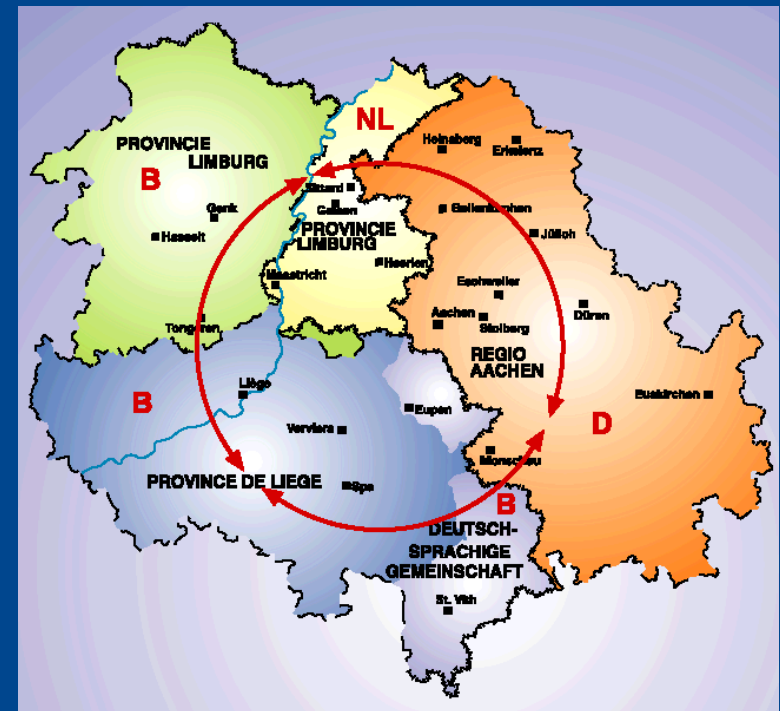 NL
Heinsberg
Erkelenz
PROVINCIE
LIMBURG
B
Sittard
Geleen
Genk
Hasselt
PROVINCIE
LIMBURG
Geilenkirchen
Jülich
Heerlen
Maastricht
Eschweiler
Aachen
Stolberg
Düren
Tongeren
REGIO
AACHEN
Liège
B
Eupen
Euskirchen
D
Verviers
Monschau
PROVINCE DE LIEGE
Spa
B
DEUTSCH-
SPRACHIGE
GEMEINSCHAFT
St. Vith